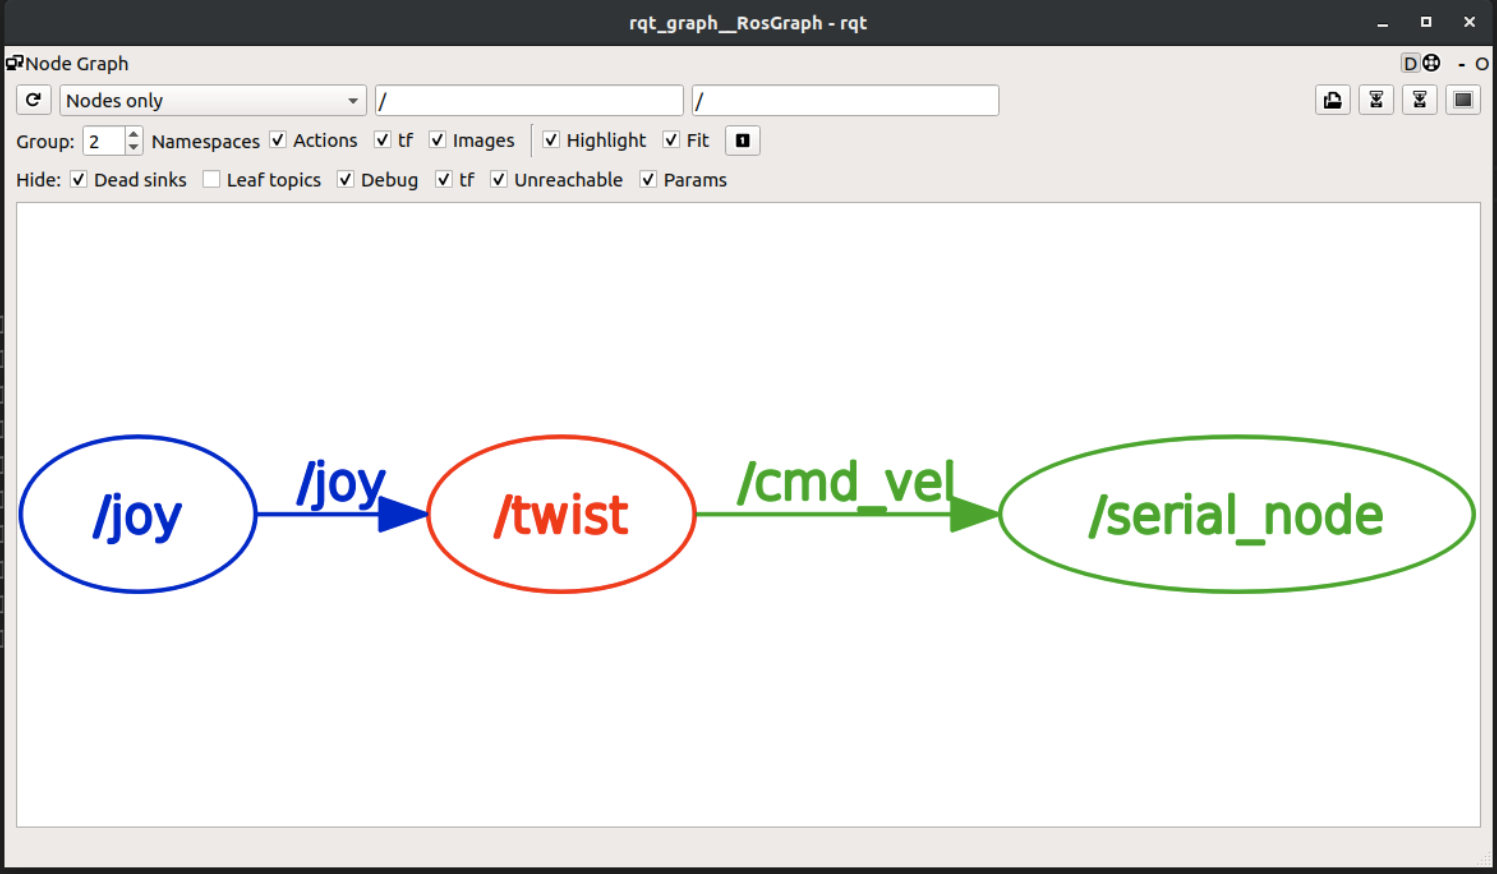 rqt_graph__RosGraph - rqt
Node Graph
D - O
Nodes only / /
Group: 2 Namespaces Actions tf Images Highlight Fit 1
Hide: Dead sinks Leaf topics Debug tf Unreachable Params
/joy /joy /twist /cmd_vel /serial_node